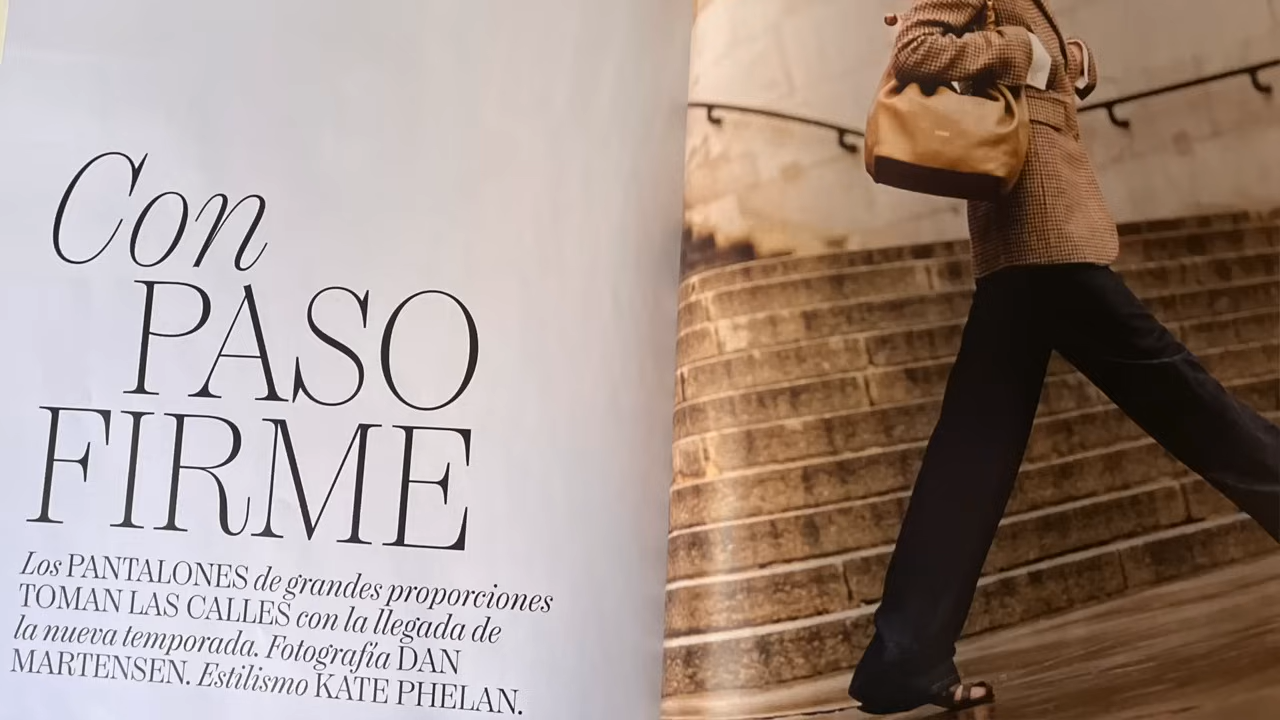 Con
PASO
FIRME
Los PANTALONES de grandes proporciones
TOMAN LAS CALLES con la llegada de
la nueva temporada. Fotografía DAN
MARTENSEN. Estilismo KATE PHELAN.